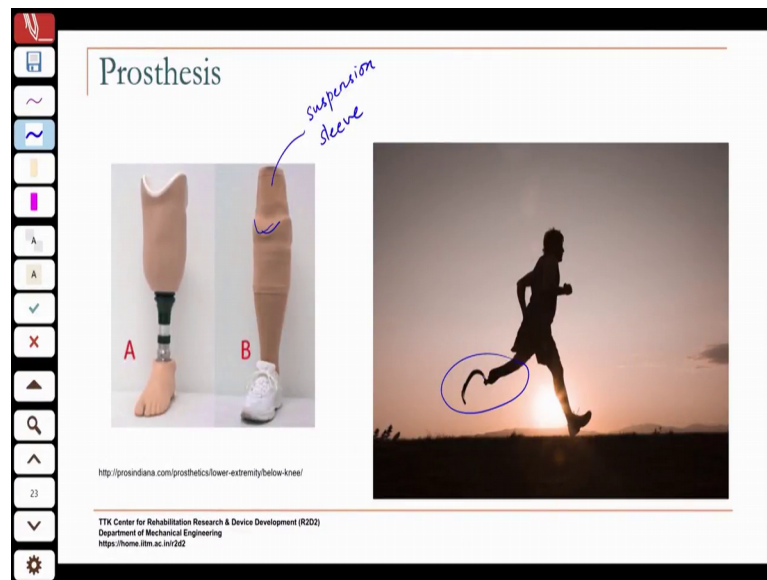 Prosthesis
suspension
sleeve
A
B
http://prosindiana.com/prosthetics/lower-extremity/below-knee/
TTK Center for Rehabilitation Research & Device Development (R2D2)
Department of Mechanical Engineering
https://home.iitm.ac.in/r2d2
A
A
23